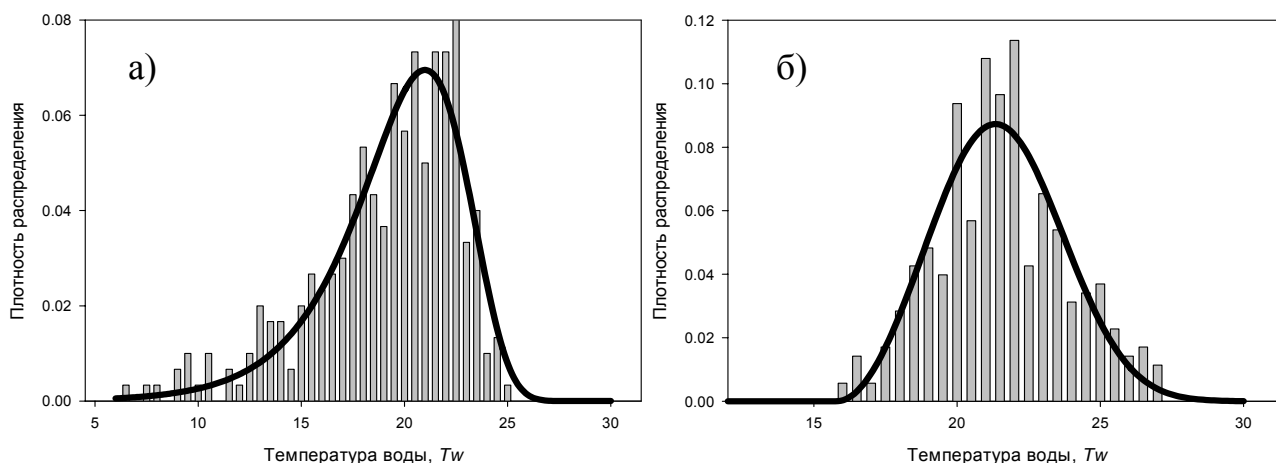 0.08
0.06
0.04
0.02
0.00
Плотность распределения
а)
5 10 15 20 25 30
Температура воды, Tw
0.12
0.10
0.08
0.06
0.04
0.02
0.00
Плотность распределения
б)
15 20 25 30
Температура воды, Tw